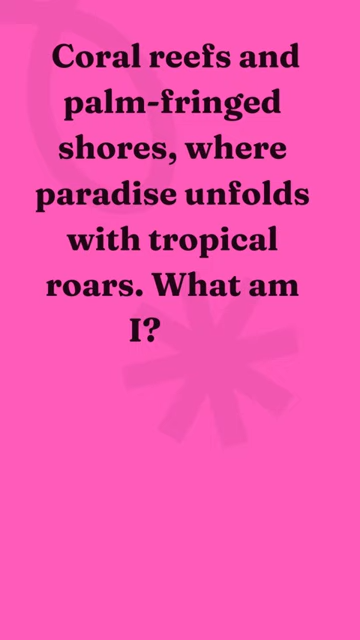 Coral reefs and
palm-fringed
shores, where
paradise unfolds
with tropical
roars. What am
I?